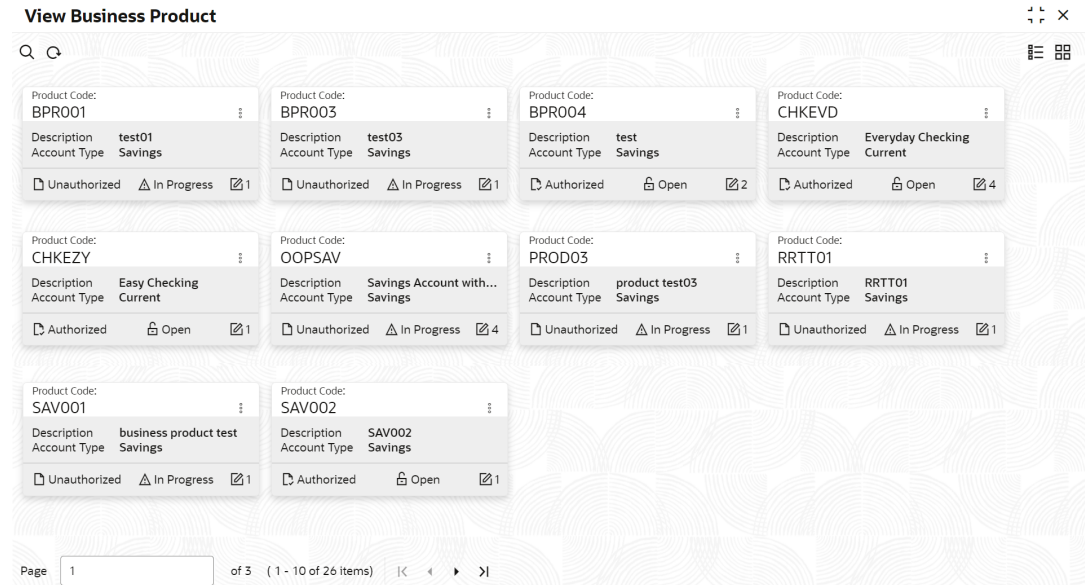 View Business Product
Product Code:
BPR001
Description test01
Account Type Savings
Unauthorized In Progress 1
Product Code:
BPR003
Description test03
Account Type Savings
Unauthorized In Progress 1
Product Code:
BPR004
Description test
Account Type Savings
Authorized Open 2
Product Code:
CHKEVD
Description Everyday Checking
Account Type Current
Authorized Open 4
Product Code:
CHKEZY
Description Easy Checking
Account Type Current
Authorized Open 1
Product Code:
OOPSAV
Description Savings Account with...
Account Type Savings
Unauthorized In Progress 4
Product Code:
PROD03
Description product test03
Account Type Savings
Unauthorized In Progress 1
Product Code:
RRTT01
Description RRTT01
Account Type Savings
Unauthorized In Progress 1
Product Code:
SAV001
Description business product test
Account Type Savings
Unauthorized In Progress 1
Product Code:
SAV002
Description SAV002
Account Type Savings
Authorized Open 1
Page 1 of 3 ( 1 - 10 of 26 items)